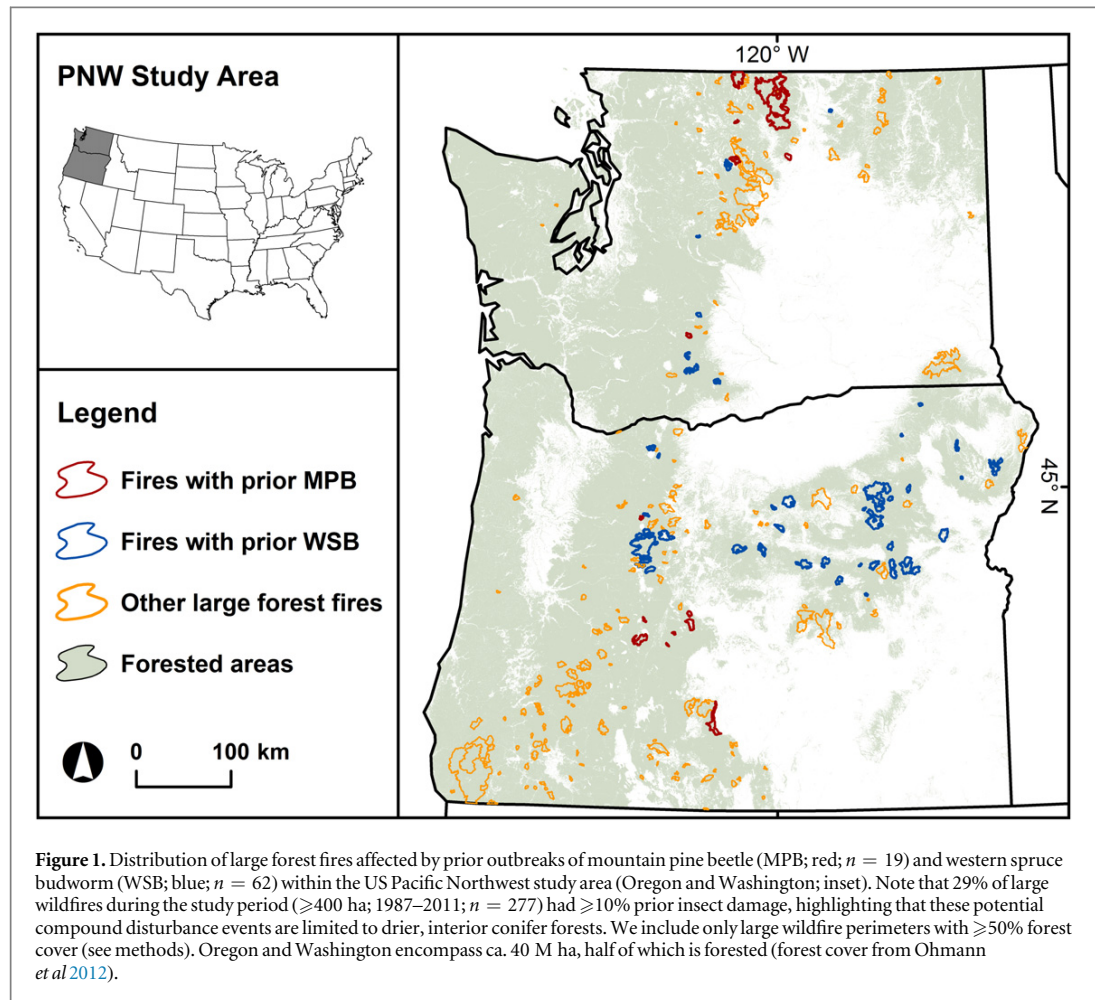 PNW Study Area
120° W
Legend
Fires with prior MPB
Fires with prior WSB
Other large forest fires
Forested areas
0 100 km
45° N
Figure 1. Distribution of large forest fires affected by prior outbreaks of mountain pine beetle (MPB; red; n = 19) and western spruce
budworm (WSB; blue; n = 62) within the US Pacific Northwest study area (Oregon and Washington; inset). Note that 29% of large
wildfires during the study period (⩾400 ha; 1987–2011; n = 277) had ⩾10% prior insect damage, highlighting that these potential
compound disturbance events are limited to drier, interior conifer forests. We include only large wildfire perimeters with ⩾50% forest
cover (see methods). Oregon and Washington encompass ca. 40 M ha, half of which is forested (forest cover from Ohmann
et al 2012).